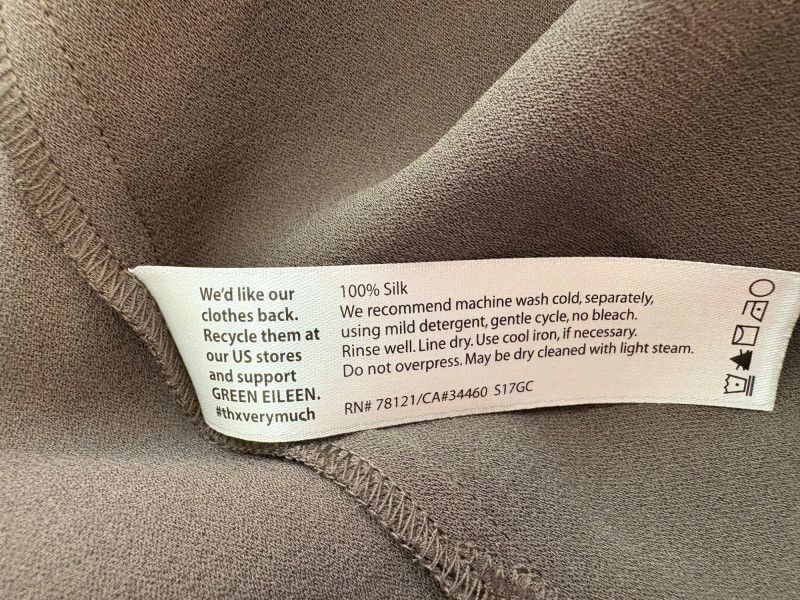 We'd like our
clothes back.
Recycle them at
our US stores
and support
GREEN EILEEN.
#thxverymuch
100% Silk
We recommend machine wash cold, separately,
using mild detergent, gentle cycle, no bleach.
Rinse well. Line dry. Use cool iron, if necessary.
Do not overpress. May be dry cleaned with light steam.
RN# 78121/CA#34460 S17GC